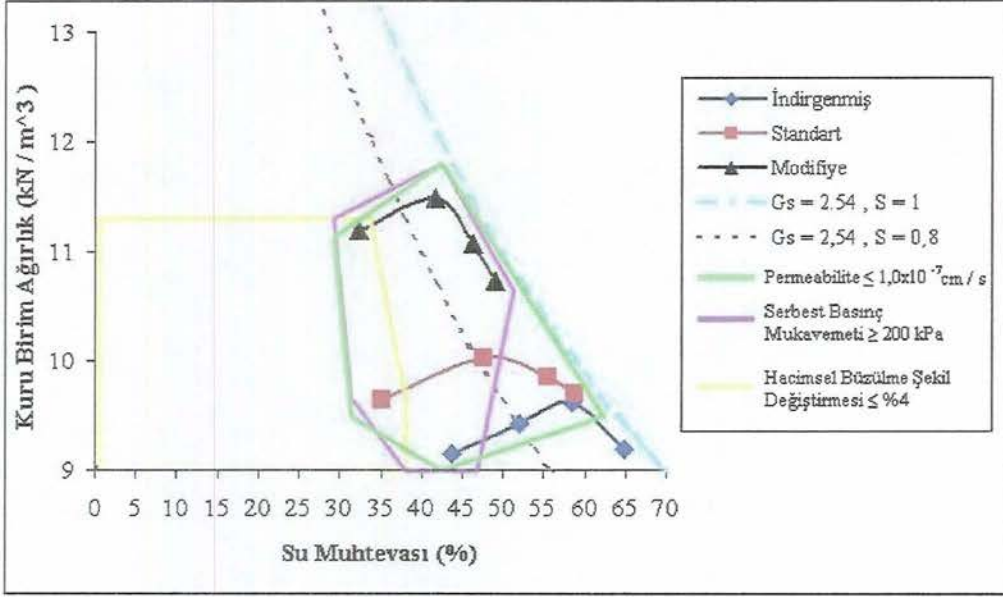 Kuru Birim Ağırlık (kN / m^3 )
13
12
11
10
9
0 5 10 15 20 25 30 35 40 45 50 55 60 65 70
Su Muhtevası (%)
İndirgenmiş
Standart
Modifiye
Gs = 2.54 , S = 1
Gs = 2,54 , S = 0,8
Permeabilite ≤ 1,0x10 ⁻⁷cm / s
Serbest Basınç
Mukavemeti ≥ 200 kPa
Hacimsel Büzülme Şekil
Değiştirmesi ≤ %4